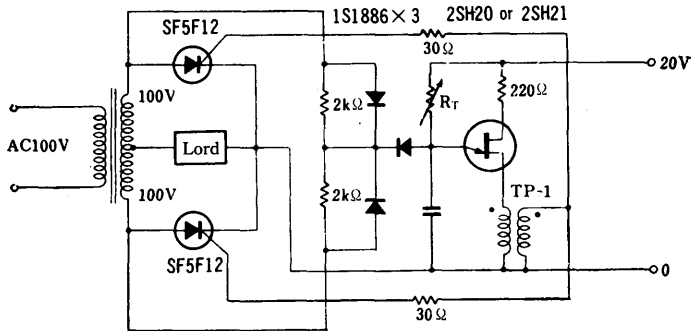 1S1886×3 2SH20 or 2SH21
SF5F12
30Ω
20V
100V
2kΩ
R_T
220Ω
AC100V
Lord
100V
2kΩ
TP-1
SF5F12
0
30Ω